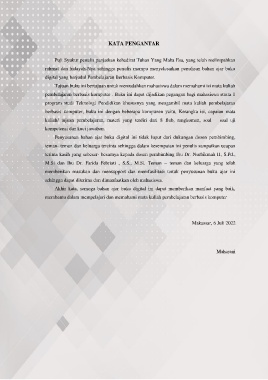 KATA PENGANTAR
Puji Syukur penulis panjatkan kehadirat Tuhan Yang Maha Esa, yang telah melimpahkan
rahmat dan hidayahNya sehingga penulis mampu menyelesaikan penulisan bahan ajar buku
digital yang berjudul Pembelajaran Berbasis Komputer.
Tujuan buku ini bertujuan untuk memudahkan mahasiswa dalam memahami isi mata kuliah
pembelajaran berbasis komputer. Buku ini dapat dijadikan pegangan bagi mahasiswa strata 1
program studi Teknologi Pendidikan khususnya yang mengambil mata kuliah pembelajaran
berbasis computer, buku ini dengan beberapa komponen yaitu, Kerangka isi, capaian mata
kuliah/ tujuan pembelajaran, materi yang terdiri dari 8 Bab, rangkuman, soal – soal uji
kompetensi dan kunci jawaban.
Penyusunan bahan ajar buku digital ini tidak luput dari dukungan dosen pembimbing,
teman-teman dan keluarga tercinta sehingga dalam kesempatan ini penulis sampaikan ucapan
terima kasih yang sebesar-besarnya kepada dosen pembimbing Ibu Dr. Nurhikmah H, S.Pd.,
M.Si dan Ibu Dr. Farida Febriati, S.S., M.Si. Teman – teman dan keluarga yang telah
memberikan masukan dan mensupport dan memfasilitasi untuk penyusunan buku ajar ini
sehingga dapat diterima dan dimanfaatkan oleh mahasiswa.
Akhir kata, semoga bahan ajar buku digital ini dapat memberikan manfaat yang baik,
membantu dalam mempelajari dan memahami mata kuliah pembelajaran berbasis komputer
Makassar, 6 Juli 2022